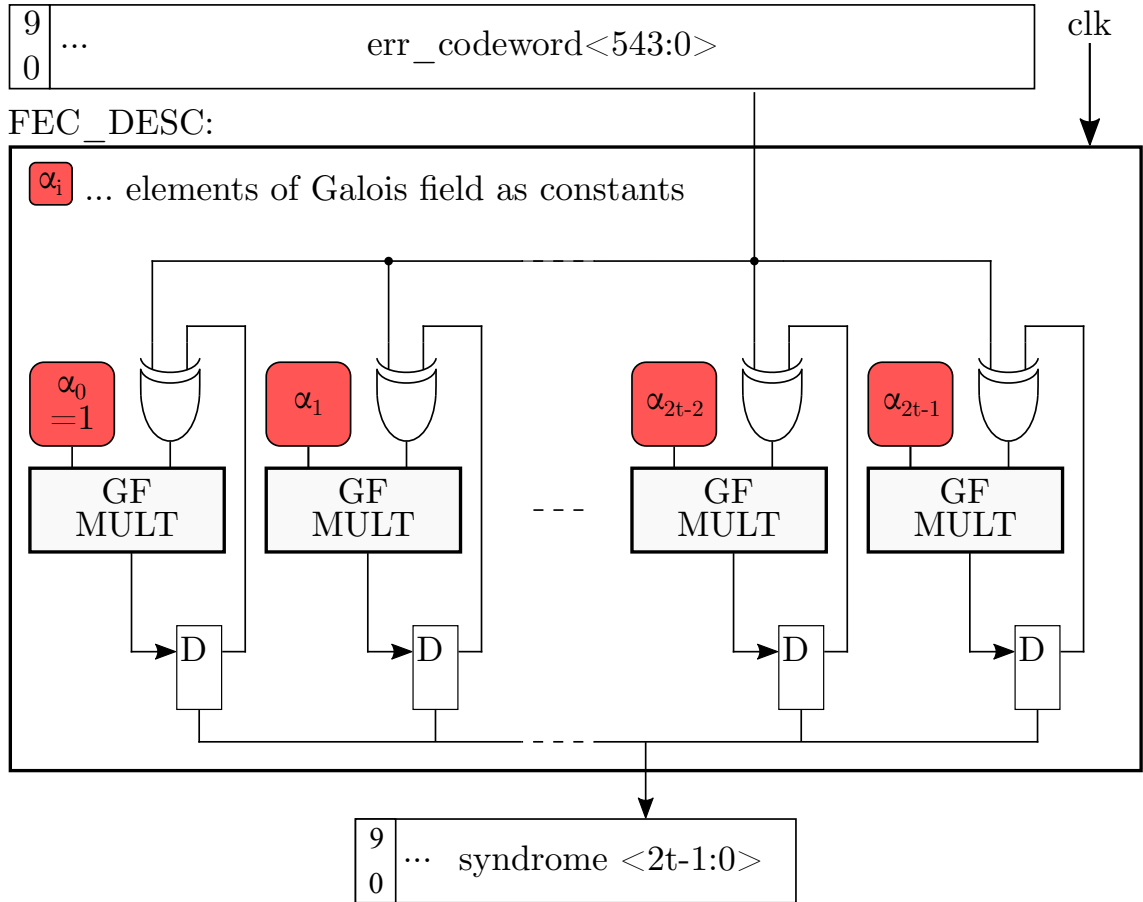 9
0
... err_codeword<543:0>
clk
FEC_DESC:
αi ... elements of Galois field as constants
α0
=1
α1
α2t-2
α2t-1
GF
MULT
GF
MULT
GF
MULT
GF
MULT
D
D
D
D
9
0
... syndrome <2t-1:0>